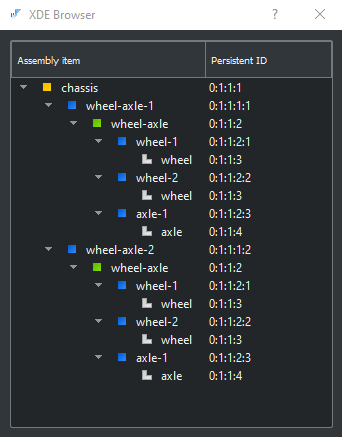 XDE Browser
Assembly item Persistent ID
chassis 0:1:1:1
wheel-axle-1 0:1:1:1:1
wheel-axle 0:1:1:2
wheel-1 0:1:1:2:1
wheel 0:1:1:3
wheel-2 0:1:1:2:2
wheel 0:1:1:3
axle-1 0:1:1:2:3
axle 0:1:1:4
wheel-axle-2 0:1:1:1:2
wheel-axle 0:1:1:2
wheel-1 0:1:1:2:1
wheel 0:1:1:3
wheel-2 0:1:1:2:2
wheel 0:1:1:3
axle-1 0:1:1:2:3
axle 0:1:1:4